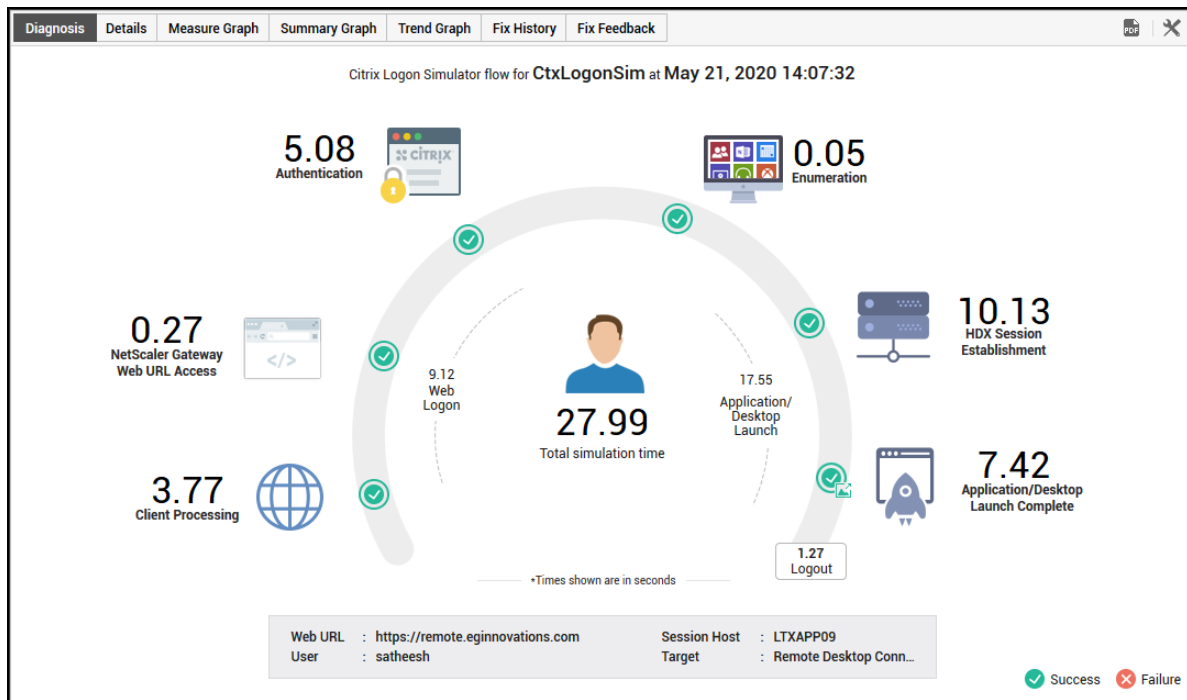 Diagnosis Details Measure Graph Summary Graph Trend Graph Fix History Fix Feedback
PDF
Citrix Logon Simulator flow for CtxLogonSim at May 21, 2020 14:07:32
5.08
Authentication
CİTRIX
0.05
Enumeration
0.27
NetScaler Gateway
Web URL Access
</>
10.13
HDX Session
Establishment
9.12
Web
Logon
17.55
Application/
Desktop
Launch
27.99
Total simulation time
3.77
Client Processing
7.42
Application/Desktop
Launch Complete
1.27
Logout
*Times shown are in seconds
Web URL : https://remote.eginnovations.com
User : satheesh
Session Host : LTXAPP09
Target : Remote Desktop Conn...
Success Failure